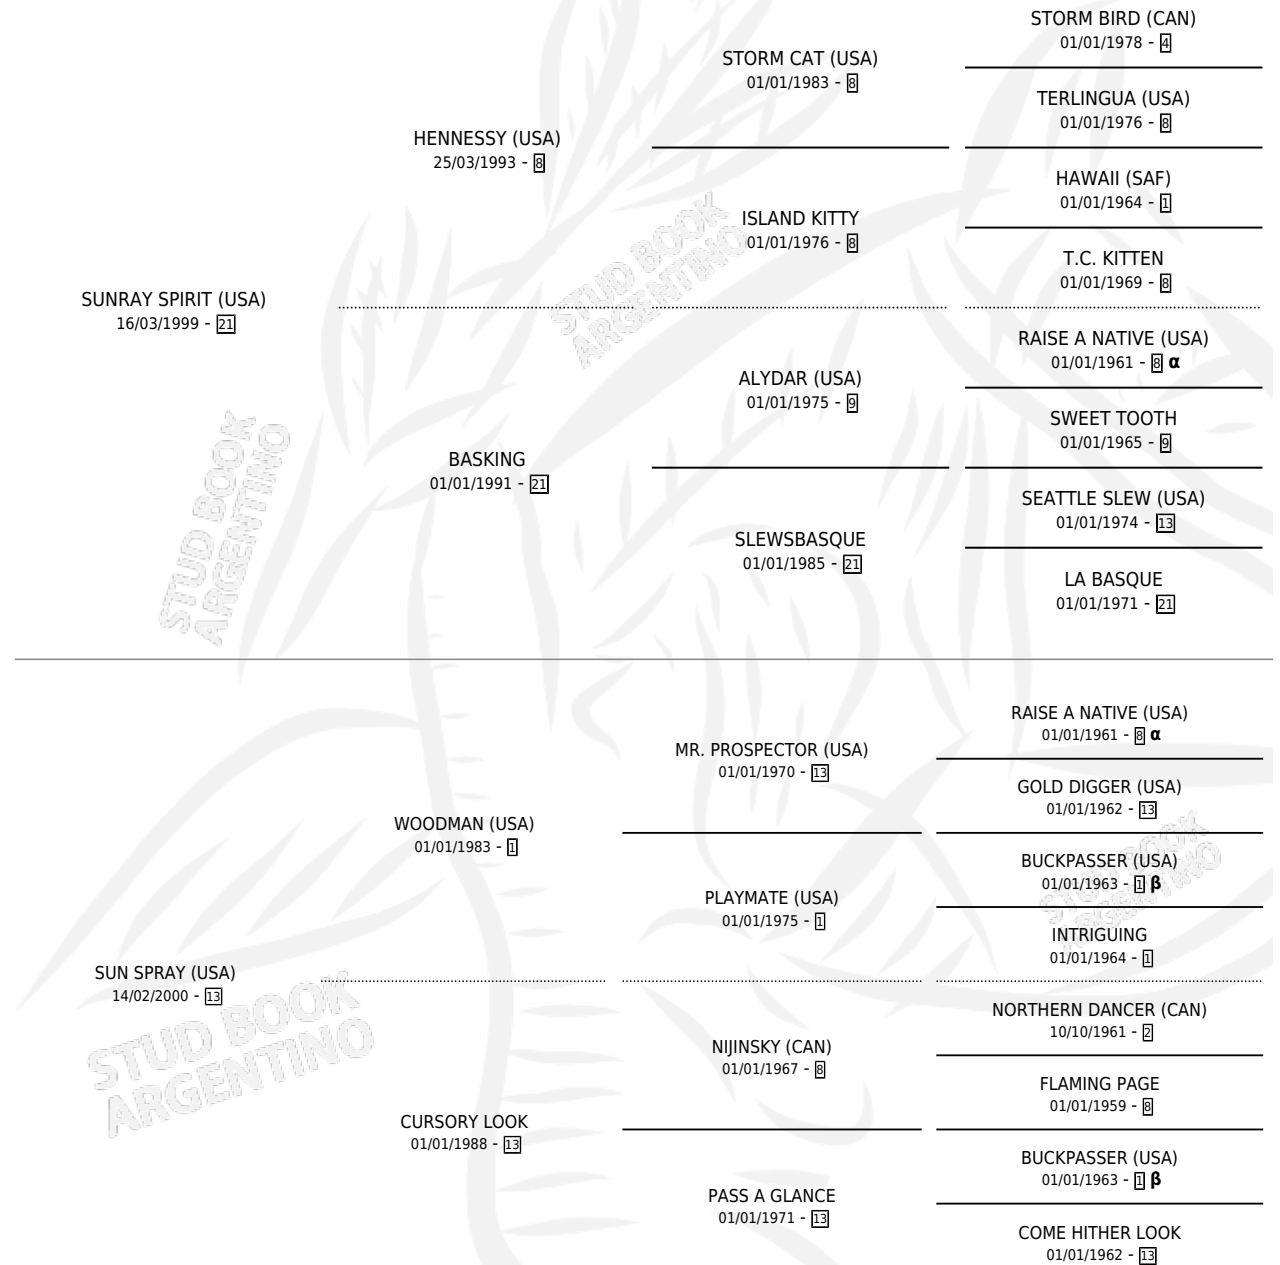 STORM BIRD (CAN)
01/01/1978 - 4
STORM CAT (USA)
01/01/1983 - 8
TERLINGUA (USA)
01/01/1976 - 8
HENNESSY (USA)
25/03/1993 - 8
HAWAII (SAF)
01/01/1964 - 1
ISLAND KITTY
01/01/1976 - 8
T.C. KITTEN
01/01/1969 - 8
SUNRAY SPIRIT (USA)
16/03/1999 - 21
RAISE A NATIVE (USA)
01/01/1961 - 8 α
ALYDAR (USA)
01/01/1975 - 9
SWEET TOOTH
01/01/1965 - 9
BASKING
01/01/1991 - 21
SEATTLE SLEW (USA)
01/01/1974 - 13
SLEWSBASQUE
01/01/1985 - 21
LA BASQUE
01/01/1971 - 21
RAISE A NATIVE (USA)
01/01/1961 - 8 α
MR. PROSPECTOR (USA)
01/01/1970 - 13
GOLD DIGGER (USA)
01/01/1962 - 13
WOODMAN (USA)
01/01/1983 - 1
BUCKPASSER (USA)
01/01/1963 - 1 β
PLAYMATE (USA)
01/01/1975 - 1
INTRIGUING
01/01/1964 - 1
SUN SPRAY (USA)
14/02/2000 - 13
NORTHERN DANCER (CAN)
10/10/1961 - 2
NIJINSKY (CAN)
01/01/1967 - 8
FLAMING PAGE
01/01/1959 - 8
CURSORY LOOK
01/01/1988 - 13
BUCKPASSER (USA)
01/01/1963 - 1 β
PASS A GLANCE
01/01/1971 - 13
COME HITHER LOOK
01/01/1962 - 13
STUD BOOK
ARGENTINO
STUD BOOK
ARGENTINO
STUD BOOK
ARGENTINO
STUD BOOK
ARGENTINO